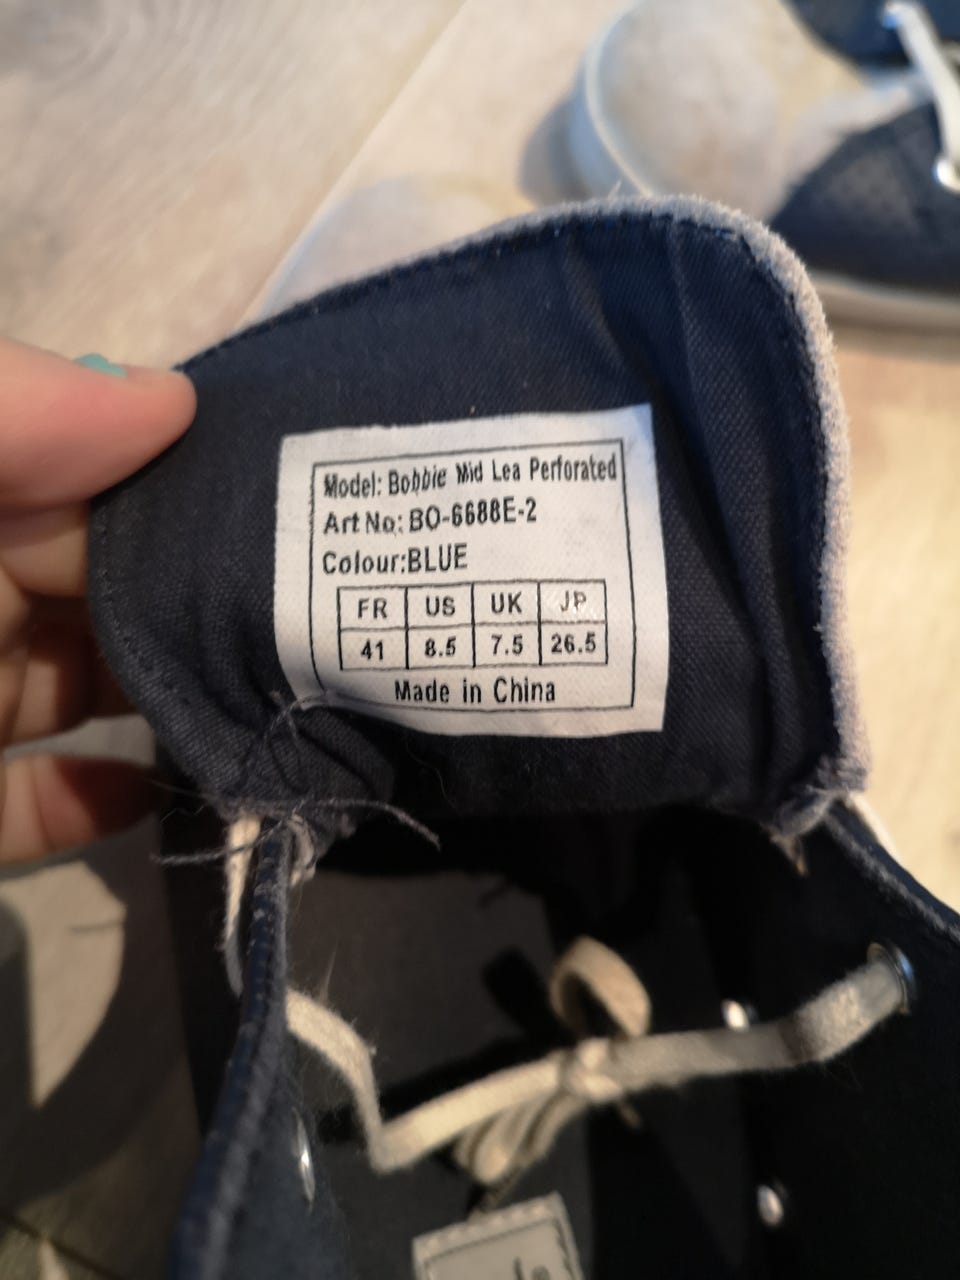 Model: Bobbie Mid Lea Perforated
Art No: BO-6688E-2
Colour:BLUE
FR US UK JP
41 8.5 7.5 26.5
Made in China